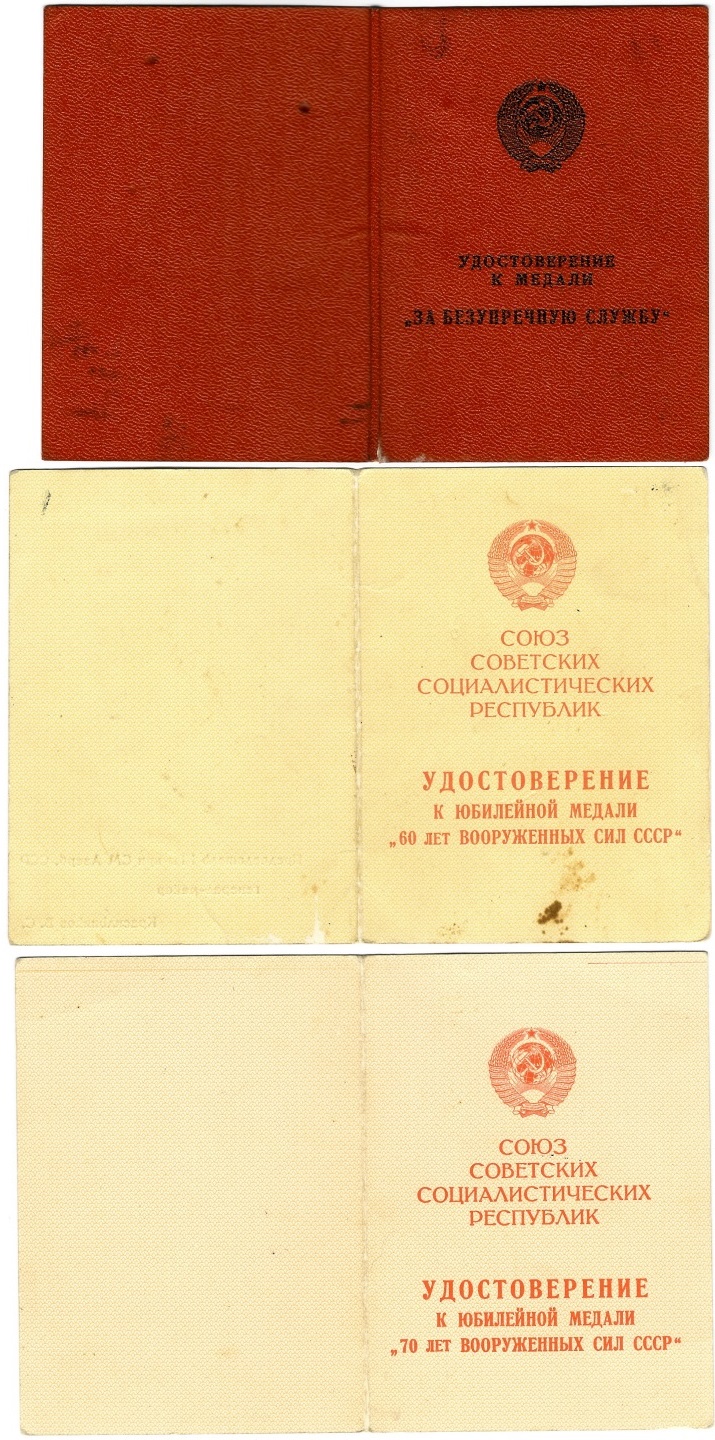 УДОСТОВЕРЕНИЕ
К МЕДАЛИ
„ЗА БЕЗУПРЕЧНУЮ СЛУЖБУ“
СОЮЗ
СОВЕТСКИХ
СОЦИАЛИСТИЧЕСКИХ
РЕСПУБЛИК
УДОСТОВЕРЕНИЕ
К ЮБИЛЕЙНОЙ МЕДАЛИ
„60 ЛЕТ ВООРУЖЕННЫХ СИЛ СССР“
СОЮЗ
СОВЕТСКИХ
СОЦИАЛИСТИЧЕСКИХ
РЕСПУБЛИК
УДОСТОВЕРЕНИЕ
К ЮБИЛЕЙНОЙ МЕДАЛИ
„70 ЛЕТ ВООРУЖЕННЫХ СИЛ СССР“